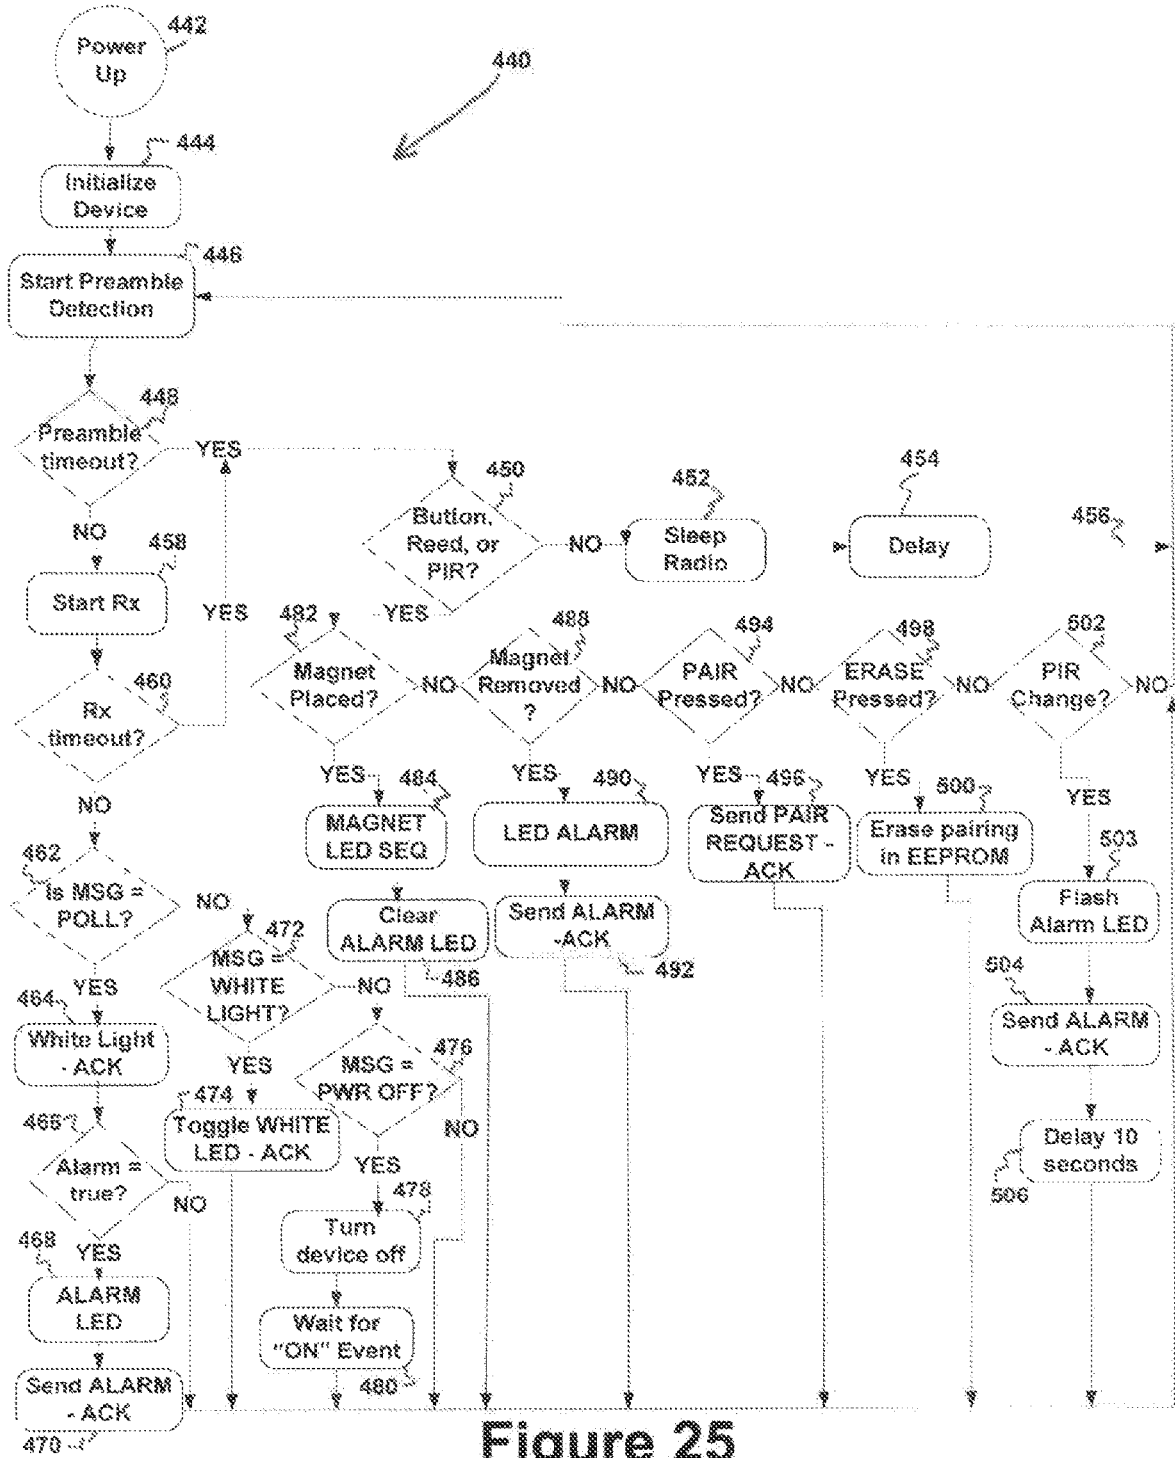 Power
Up
442
440
444
Initialize
Device
446
Start Preamble
Detection
448
Preamble
timeout?
YES
NO
450
Button,
Reed, or
PIR?
NO
YES
452
Sleep
Radio
454
Delay
456
458
Start Rx
YES
460
Rx
timeout?
NO
482
Magnet
Placed?
NO
YES
488
Magnet
Removed
?
NO
YES
494
PAIR
Pressed?
NO
YES
498
ERASE
Pressed?
NO
YES
502
PIR
Change?
NO
YES
484
MAGNET
LED SEQ
490
LED ALARM
496
Send PAIR
REQUEST -
ACK
500
Erase pairing
in EEPROM
503
Flash
Alarm LED
462
Is MSG =
POLL?
NO
YES
472
MSG =
WHITE
LIGHT?
NO
YES
Clear
ALARM LED
486
Send ALARM
-ACK
492
504
Send ALARM
- ACK
464
White Light
- ACK
476
MSG =
PWR OFF?
NO
YES
474
Toggle WHITE
LED - ACK
Delay 10
seconds
506
466
Alarm =
true?
NO
YES
478
Turn
device off
468
ALARM
LED
Wait for
"ON" Event
480
Send ALARM
- ACK
470
Figure 25